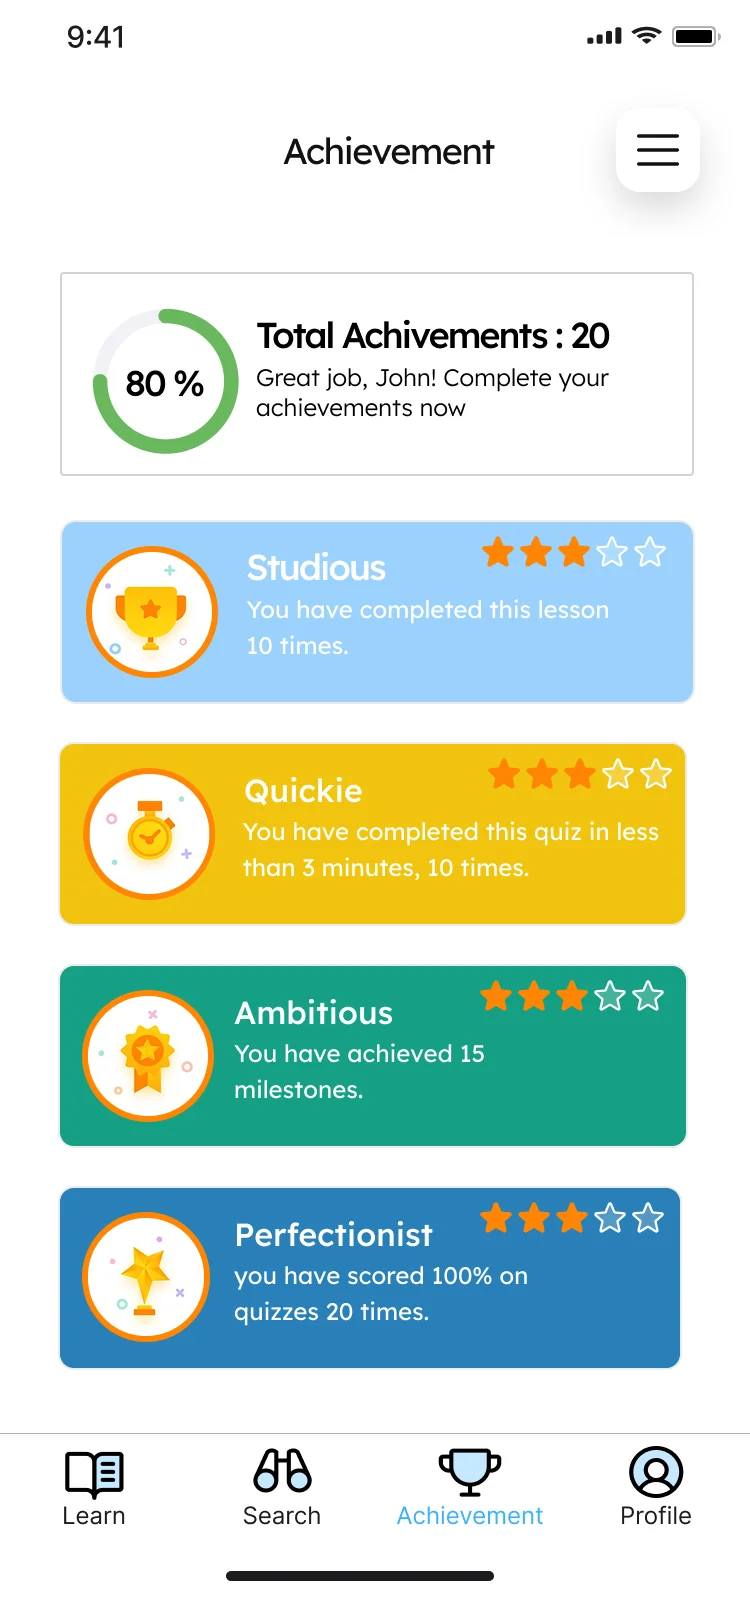 9:41
Achievement
80 %
Total Achivements : 20
Great job, John! Complete your
achievements now
Studious
You have completed this lesson
10 times.
Quickie
You have completed this quiz in less
than 3 minutes, 10 times.
Ambitious
You have achieved 15
milestones.
Perfectionist
you have scored 100% on
quizzes 20 times.
Learn
Search
Achievement
Profile